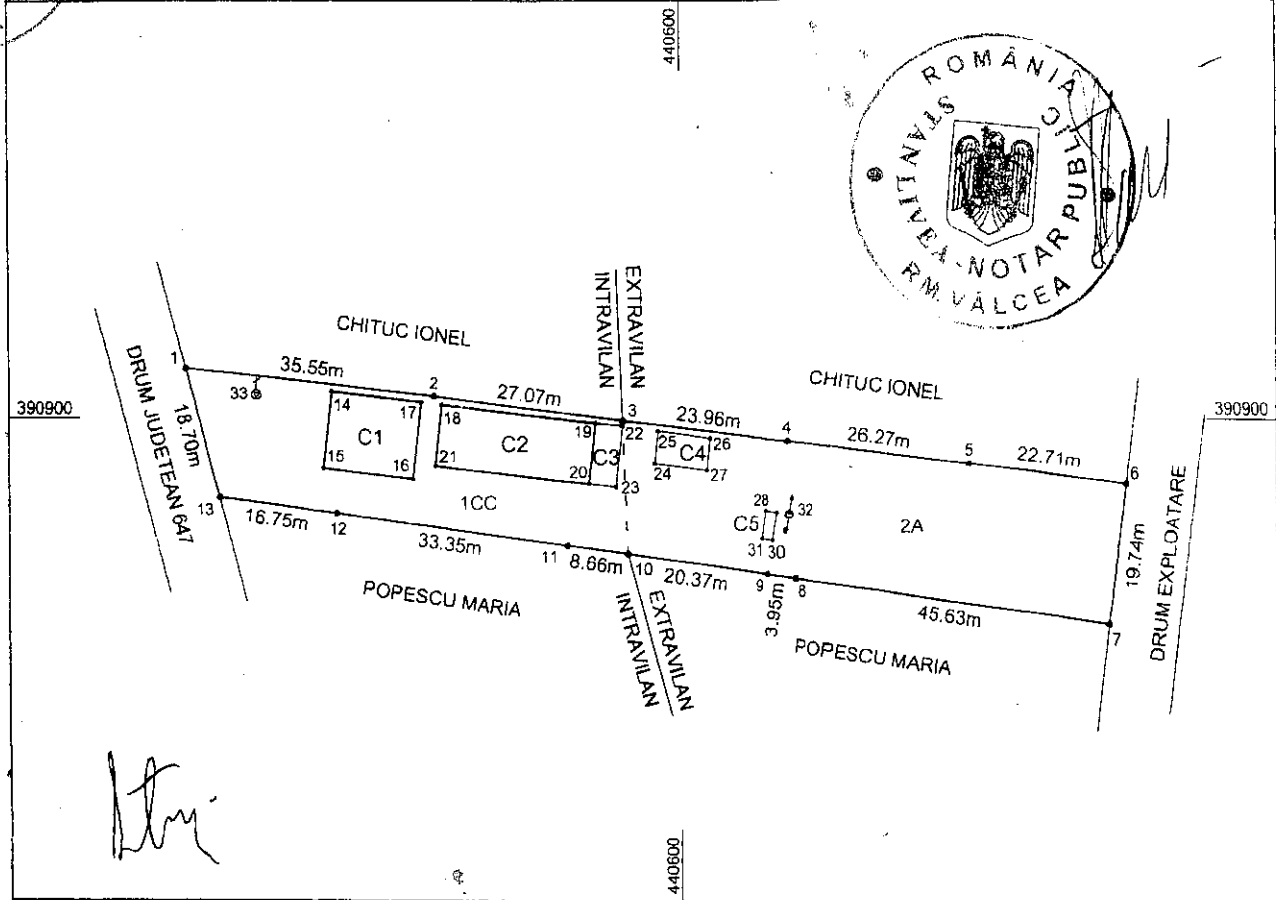 440600
ROMÂNIA
STAN LIVEA - NOTAR PUBLIC
RM. VÂLCEA
EXTRAVILAN
INTRAVILAN
CHITUC IONEL
CHITUC IONEL
DRUM JUDETEAN 647
390900
390900
1
35.55m
2
27.07m
3
23.96m
4
26.27m
5
22.71m
6
33
14
17
18
19
22
25
26
C1
C2
C3
C4
15
16
21
20
23
24
27
18.70m
1CC
28
32
C5
2A
31
30
19.74m
DRUM EXPLOATARE
13
16.75m
12
33.35m
11
8.66m
10
20.37m
9
3.95m
8
45.63m
7
POPESCU MARIA
POPESCU MARIA
EXTRAVILAN
INTRAVILAN
440600